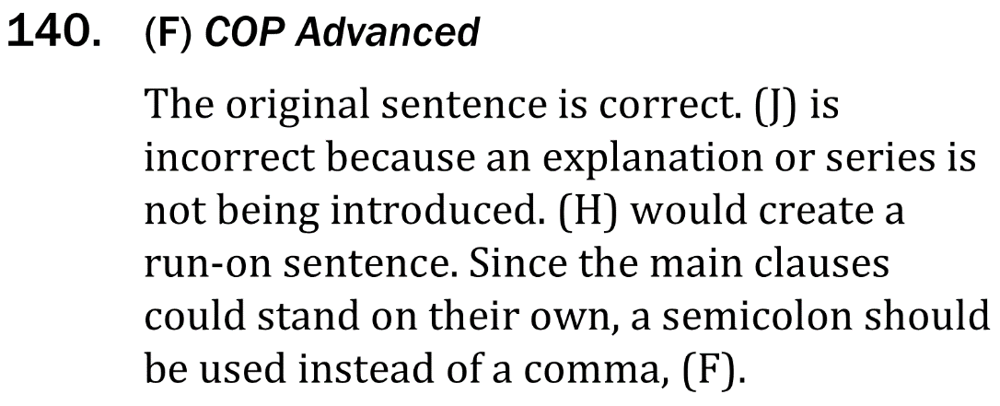 140. (F) COP Advanced
The original sentence is correct. (J) is
incorrect because an explanation or series is
not being introduced. (H) would create a
run-on sentence. Since the main clauses
could stand on their own, a semicolon should
be used instead of a comma, (F).